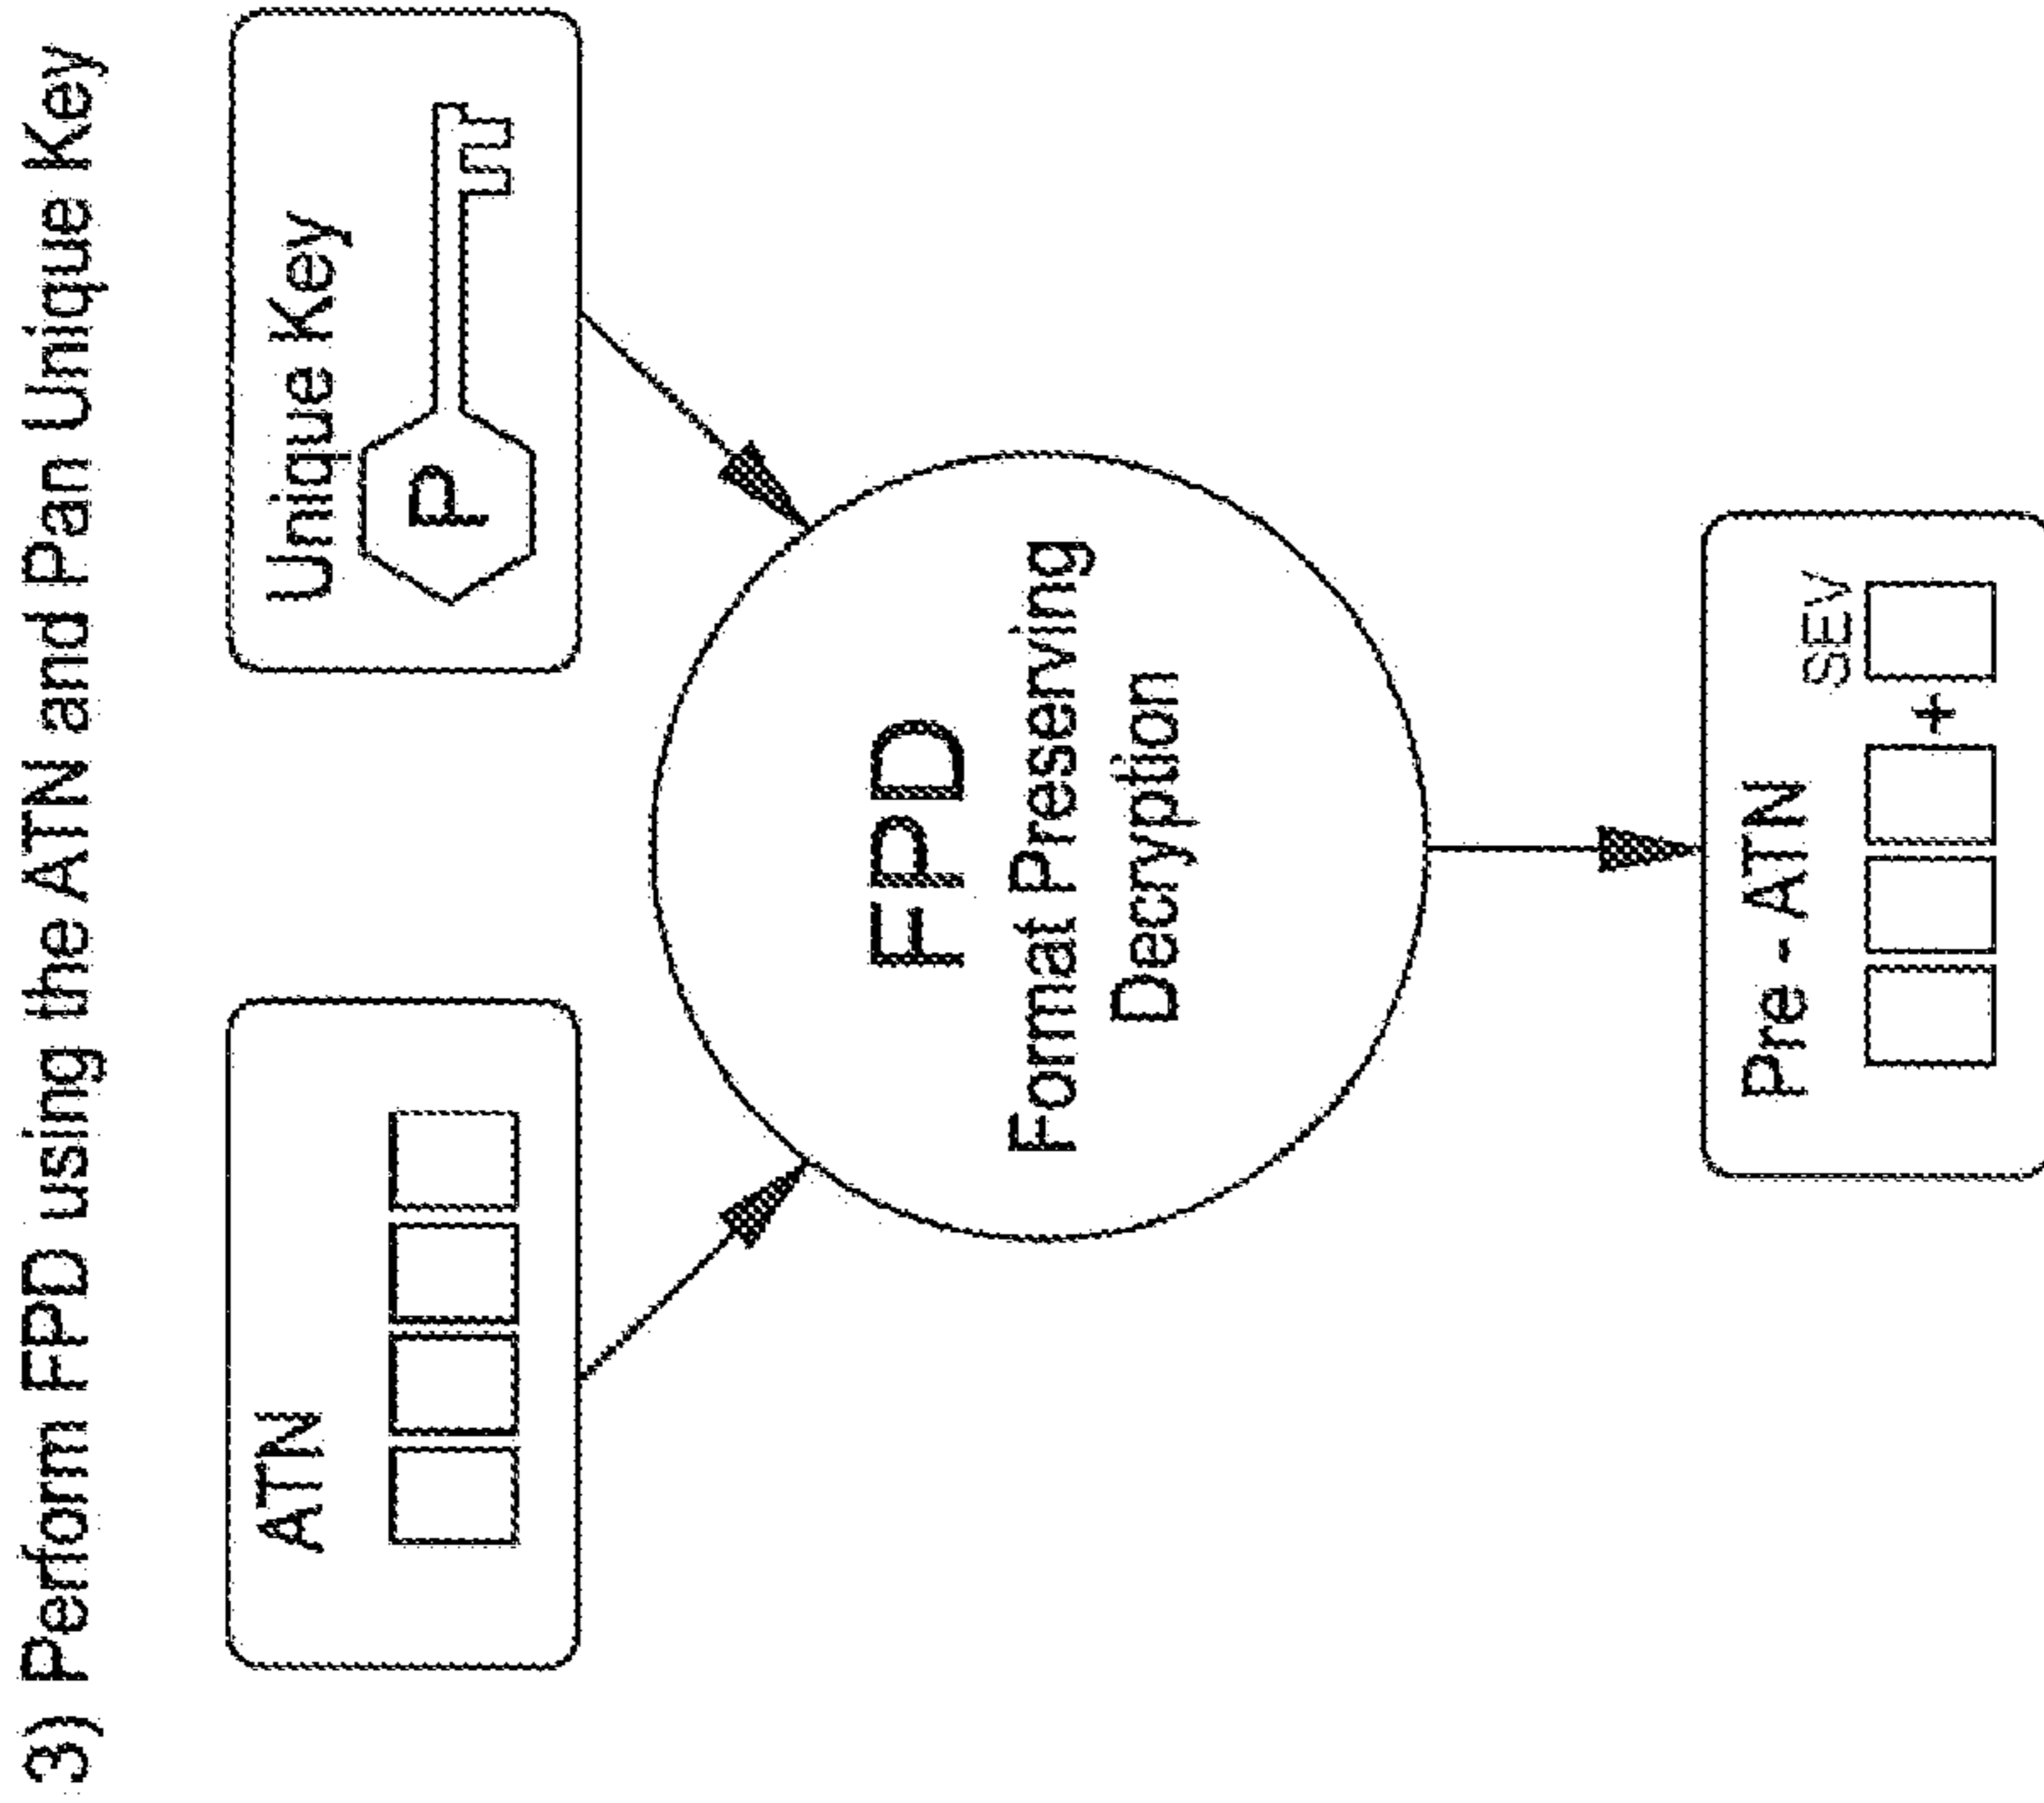 3) Perform FPD using the ATN and Pan Unique Key
ATN
Unique Key
P
FPD
Format Preserving
Decryption
Pre - ATN
SEV
+